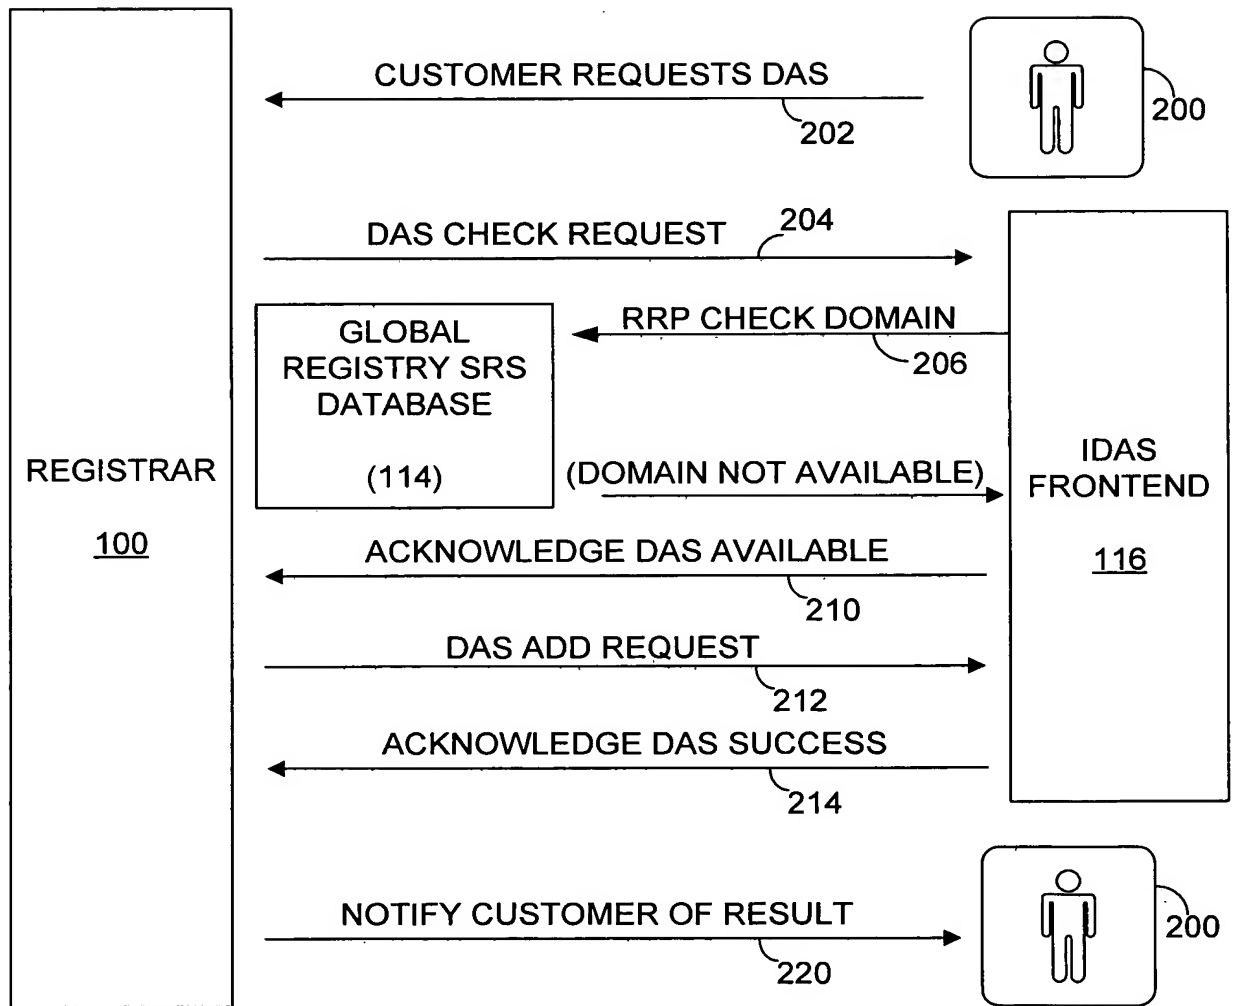 CUSTOMER REQUESTS DAS
202
200
DAS CHECK REQUEST
204
RRP CHECK DOMAIN
206
GLOBAL
REGISTRY SRS
DATABASE
(114)
(DOMAIN NOT AVAILABLE)
REGISTRAR
100
IDAS
FRONTEND
116
ACKNOWLEDGE DAS AVAILABLE
210
DAS ADD REQUEST
212
ACKNOWLEDGE DAS SUCCESS
214
NOTIFY CUSTOMER OF RESULT
220
200